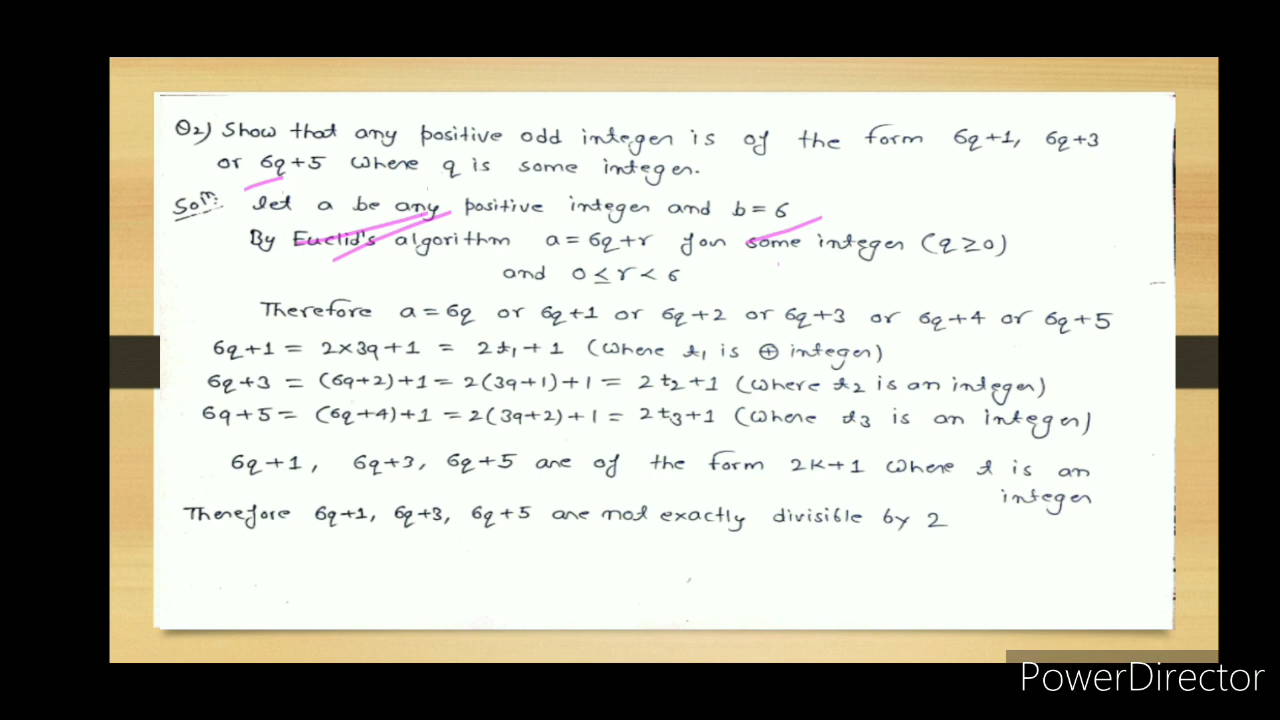 Q2) Show that any positive odd integer is of the form 6q+1, 6q+3
or 6q+5 where q is some integer.
Solⁿ. let a be any positive integer and b = 6
By Euclid's algorithm a = 6q+r for some integer (q ≥ 0)
and 0 ≤ r < 6
Therefore a = 6q or 6q+1 or 6q+2 or 6q+3 or 6q+4 or 6q+5
6q+1 = 2×3q+1 = 2t₁+1 (where t₁ is ⊕ integer)
6q+3 = (6q+2)+1 = 2(3q+1)+1 = 2t₂+1 (where t₂ is an integer)
6q+5 = (6q+4)+1 = 2(3q+2)+1 = 2t₃+1 (where t₃ is an integer)
6q+1, 6q+3, 6q+5 are of the form 2k+1 where t is an
integer
Therefore 6q+1, 6q+3, 6q+5 are not exactly divisible by 2
PowerDirector